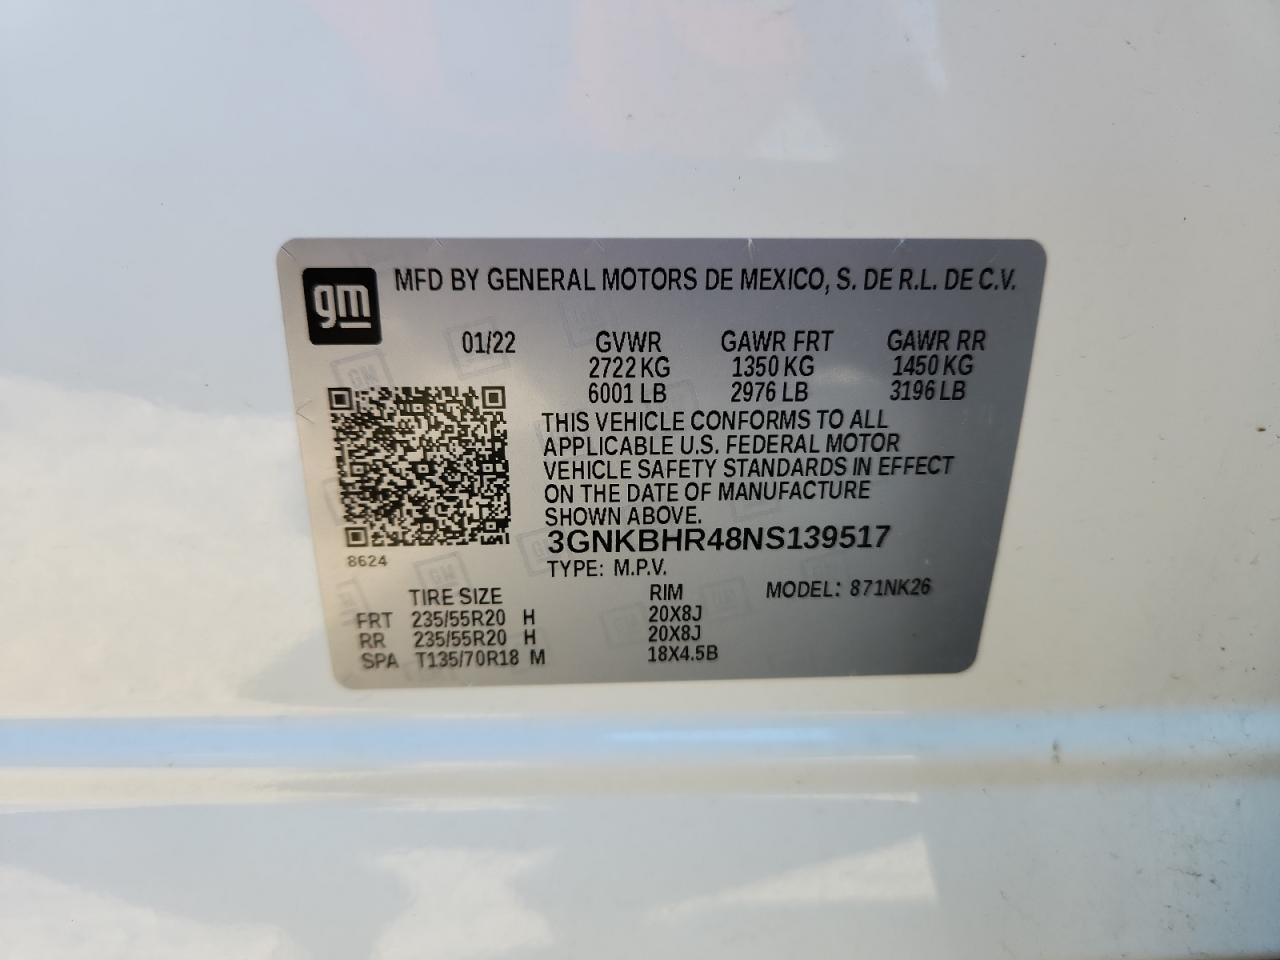 gm
MFD BY GENERAL MOTORS DE MEXICO, S. DE R.L. DE C.V.
01/22 GVWR GAWR FRT GAWR RR
2722 KG 1350 KG 1450 KG
6001 LB 2976 LB 3196 LB
THIS VEHICLE CONFORMS TO ALL
APPLICABLE U.S. FEDERAL MOTOR
VEHICLE SAFETY STANDARDS IN EFFECT
ON THE DATE OF MANUFACTURE
SHOWN ABOVE.
3GNKBHR48NS139517
8624
TYPE: M.P.V.
TIRE SIZE RIM MODEL: 871NK26
FRT 235/55R20 H 20X8J
RR 235/55R20 H 20X8J
SPA T135/70R18 M 18X4.5B